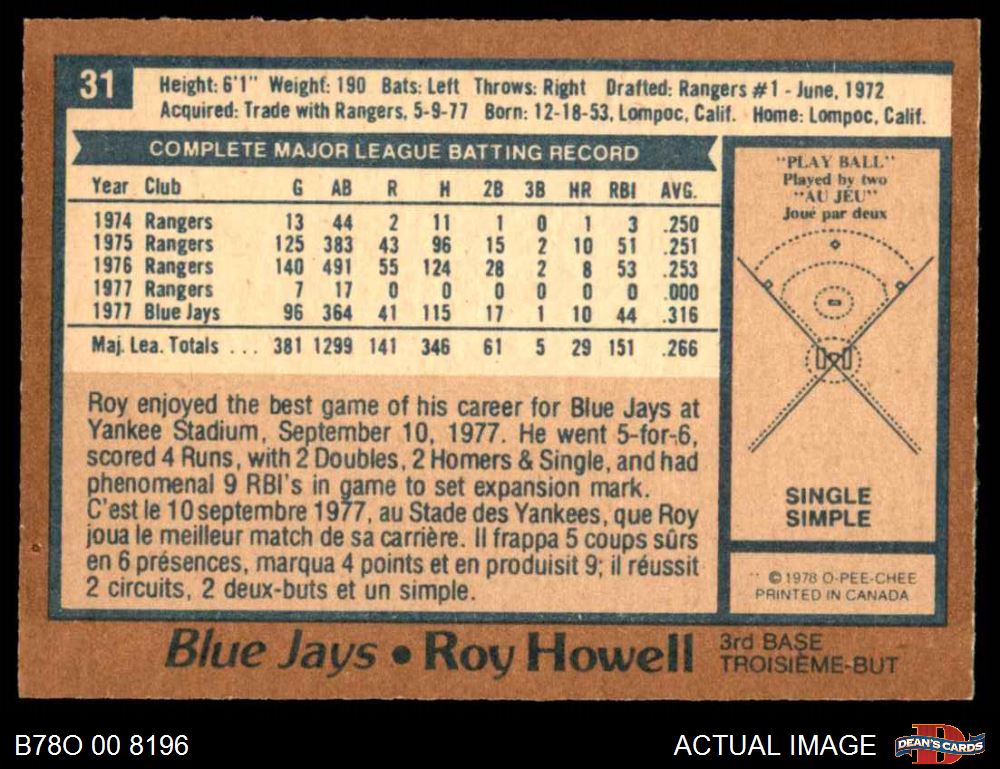 31
Height: 6'1" Weight: 190 Bats: Left Throws: Right Drafted: Rangers #1 - June, 1972
Acquired: Trade with Rangers, 5-9-77 Born: 12-18-53, Lompoc, Calif. Home: Lompoc, Calif.
COMPLETE MAJOR LEAGUE BATTING RECORD
Year Club G AB R H 2B 3B HR RBI AVG.
1974 Rangers 13 44 2 11 1 0 1 3 .250
1975 Rangers 125 383 43 96 15 2 10 51 .251
1976 Rangers 140 491 55 124 28 2 8 53 .253
1977 Rangers 7 17 0 0 0 0 0 0 .000
1977 Blue Jays 96 364 41 115 17 1 10 44 .316
Maj. Lea. Totals ... 381 1299 141 346 61 5 29 151 .266
Roy enjoyed the best game of his career for Blue Jays at
Yankee Stadium, September 10, 1977. He went 5-for-6,
scored 4 Runs, with 2 Doubles, 2 Homers & Single, and had
phenomenal 9 RBI's in game to set expansion mark.
C'est le 10 septembre 1977, au Stade des Yankees, que Roy
joua le meilleur match de sa carrière. Il frappa 5 coups sûrs
en 6 présences, marqua 4 points et en produisit 9; il réussit
2 circuits, 2 deux-buts et un simple.
"PLAY BALL"
Played by two
"AU JEU"
Joué par deux
SINGLE
SIMPLE
© 1978 O-PEE-CHEE
PRINTED IN CANADA
Blue Jays • Roy Howell
3rd BASE
TROISIÈME-BUT
B78O 00 8196
ACTUAL IMAGE
DEAN'S CARDS